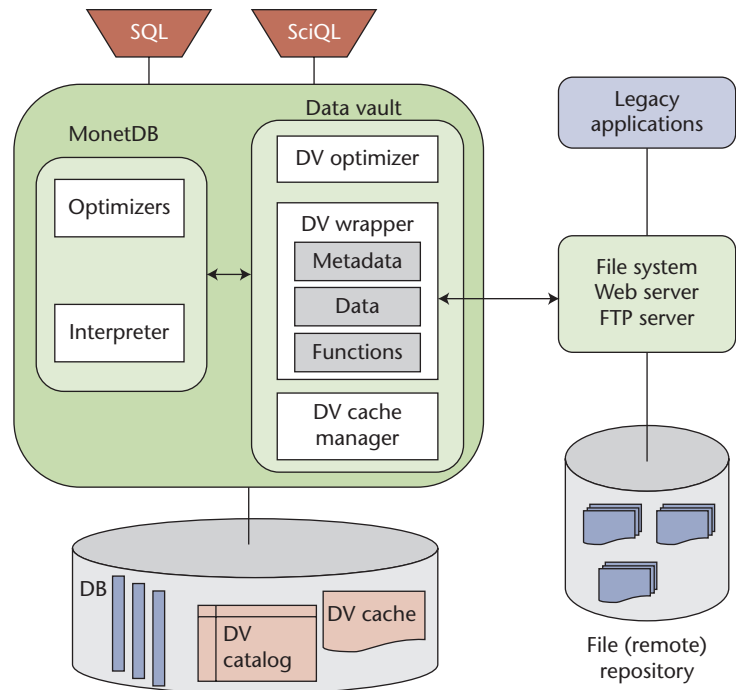 SQL
SciQL
MonetDB
Optimizers
Interpreter
Data vault
DV optimizer
DV wrapper
Metadata
Data
Functions
DV cache
manager
Legacy
applications
File system
Web server
FTP server
DB
DV
catalog
DV cache
File (remote)
repository